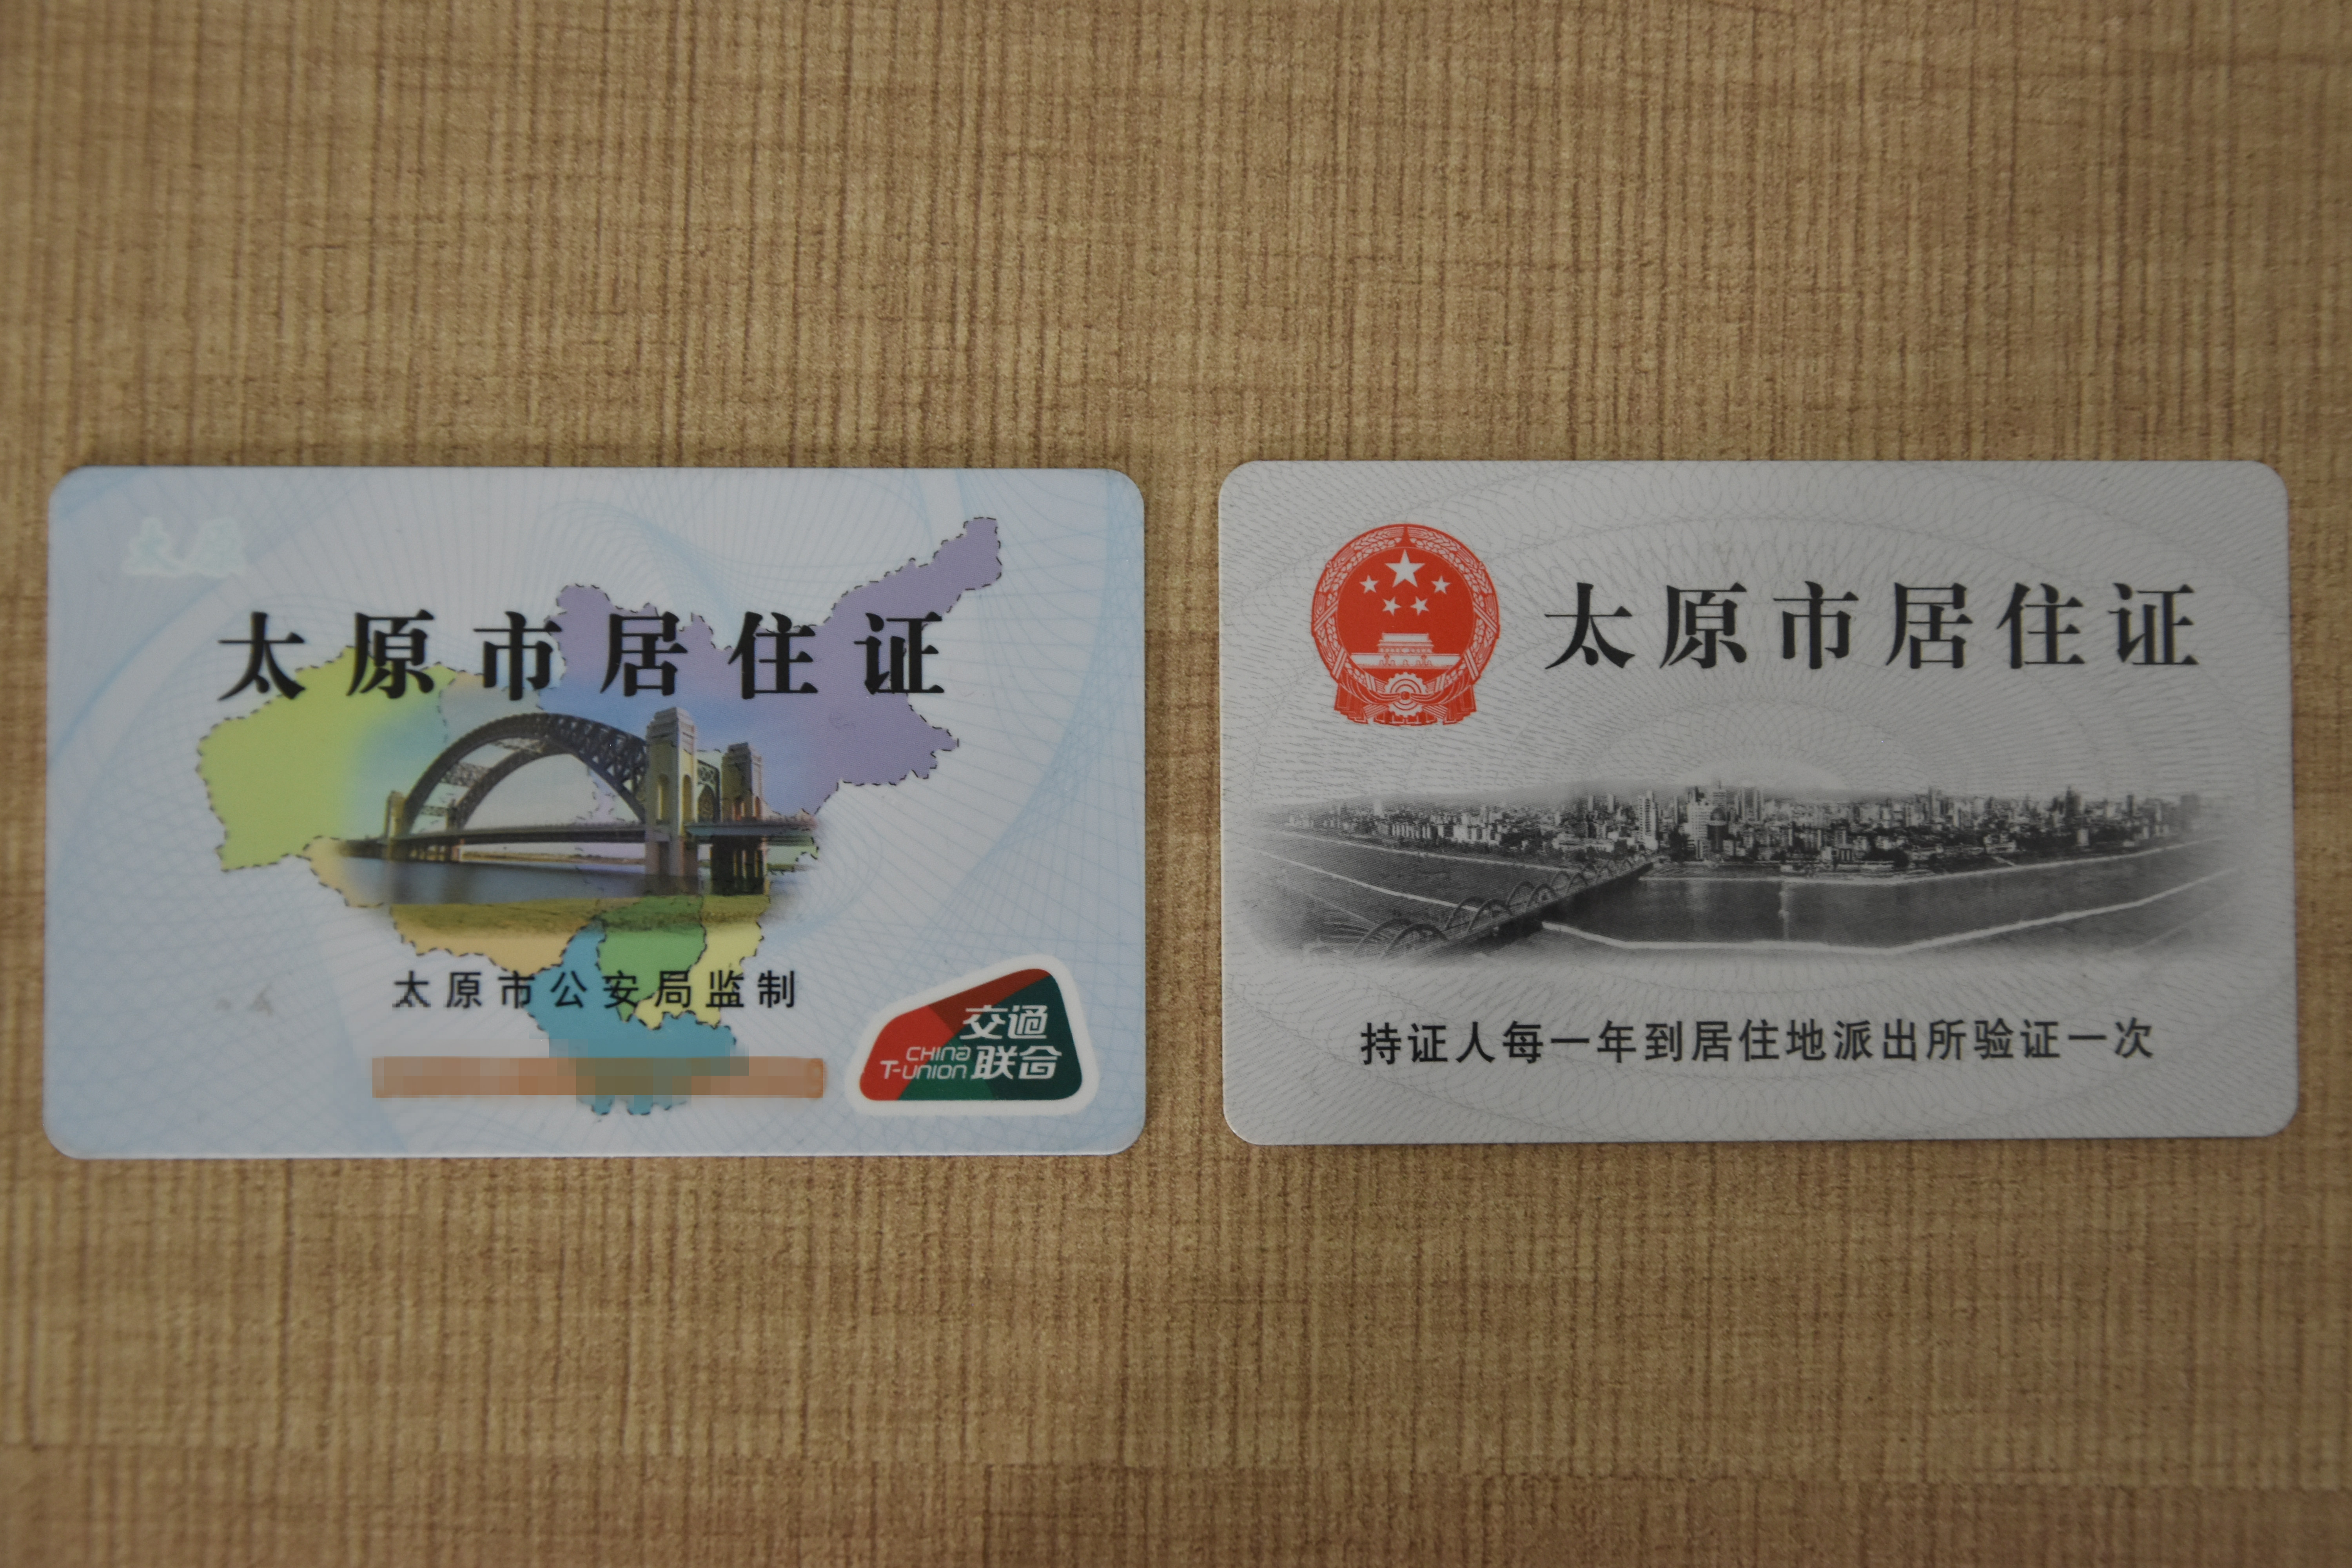 太原市居住证
太原市公安局监制
交通
CHINA
T-UNION 联合
太原市居住证
持证人每一年到居住地派出所验证一次